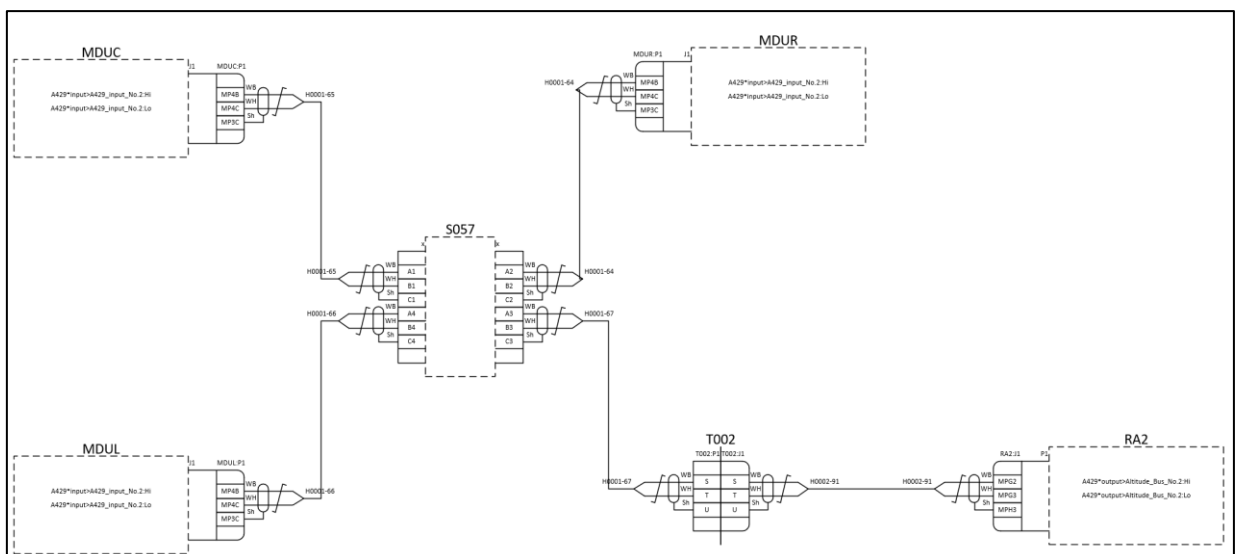 MDUC
J1 MDUC:P1
A429*input>A429_input_No.2:Hi
A429*input>A429_input_No.2:Lo
WB
MP4B
WH
MP4C
Sh
MP3C
H0001-65
MDUR
MDUR:P1 J1
H0001-64
WB
MP4B
WH
MP4C
Sh
MP3C
A429*input>A429_input_No.2:Hi
A429*input>A429_input_No.2:Lo
S057
H0001-65
WB
A1
WH
B1
Sh
C1
H0001-66
WB
A4
WH
B4
Sh
C4
WB
A2
WH
B2
Sh
C2
H0001-64
WB
A3
WH
B3
Sh
C3
H0001-67
MDUL
J1 MDUL:P1
A429*input>A429_input_No.2:Hi
A429*input>A429_input_No.2:Lo
WB
MP4B
WH
MP4C
Sh
MP3C
H0001-66
T002
T002:P1 T002:J1
H0001-67
WB
S S
WH
T T
Sh
U U
WB
WH
Sh
H0002-91
RA2
RA2:J1 P1
H0002-91
WB
MPG2
WH
MPG3
Sh
MPH3
A429*output>Altitude_Bus_No.2:Hi
A429*output>Altitude_Bus_No.2:Lo